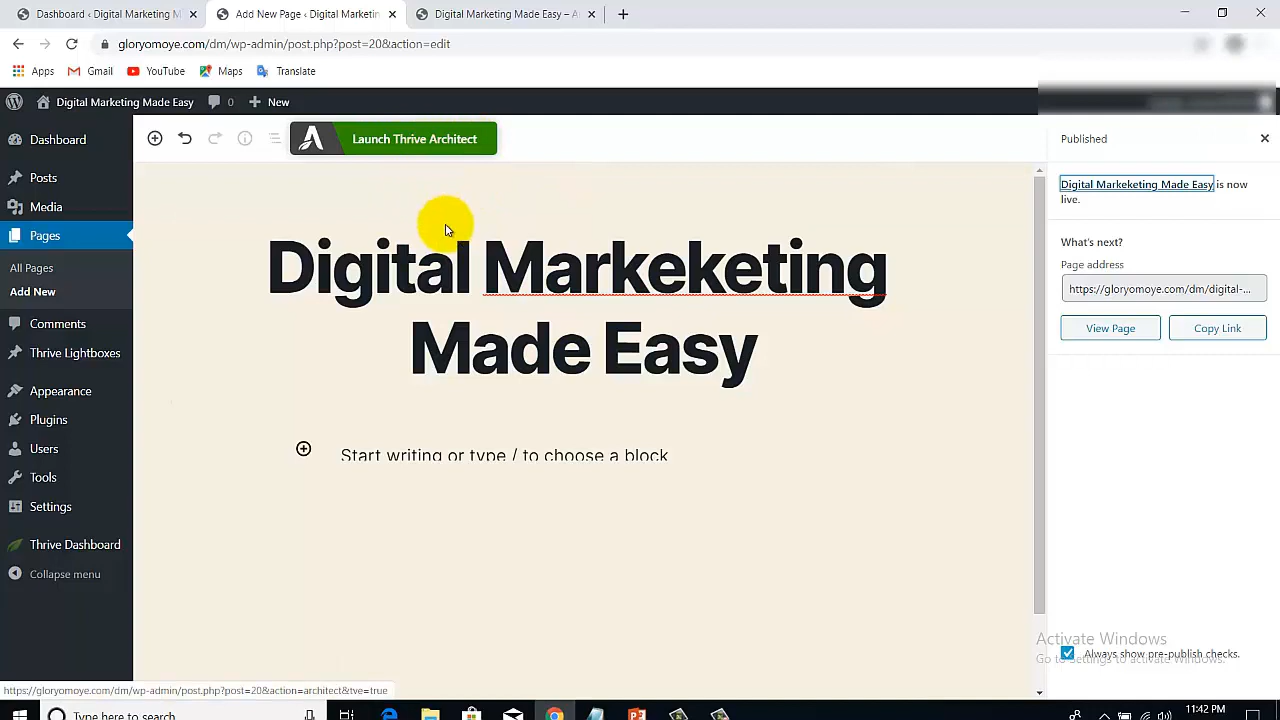 Dashboard ‹ Digital Marketing M
Add New Page ‹ Digital Marketin
Digital Marketing Made Easy – A
gloryomoye.com/dm/wp-admin/post.php?post=20&action=edit
Apps
Gmail
YouTube
Maps
Translate
Digital Marketing Made Easy
0
New
Dashboard
Posts
Media
Pages
All Pages
Add New
Comments
Thrive Lightboxes
Appearance
Plugins
Users
Tools
Settings
Thrive Dashboard
Collapse menu
Launch Thrive Architect
Digital Markeketing
Made Easy
Start writing or type / to choose a block
Published
Digital Markeketing Made Easy is now
live.
What's next?
Page address
https://gloryomoye.com/dm/digital-...
View Page
Copy Link
Activate Windows
Always show pre-publish checks.
Go to Settings to activate Windows.
https://gloryomoye.com/dm/wp-admin/post.php?post=20&action=architect&tve=true
Type here to search
11:42 PM